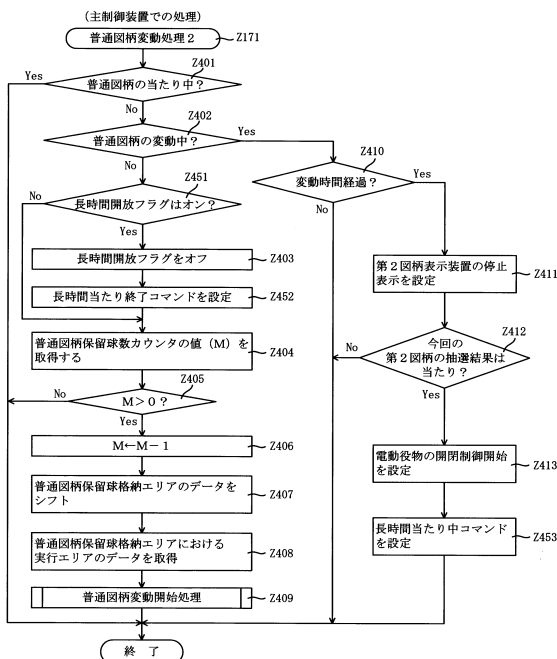 （主制御装置での処理）
普通図柄変動処理２
Z171
普通図柄の当たり中？
Z401
Yes
No
普通図柄の変動中？
Z402
Yes
No
長時間開放フラグはオン？
Z451
No
Yes
長時間開放フラグをオフ
Z403
長時間当たり終了コマンドを設定
Z452
普通図柄保留球数カウンタの値（M）を
取得する
Z404
M＞0？
Z405
No
Yes
M←M－1
Z406
普通図柄保留球格納エリアのデータを
シフト
Z407
普通図柄保留球格納エリアにおける
実行エリアのデータを取得
Z408
普通図柄変動開始処理
Z409
変動時間経過？
Z410
Yes
No
第２図柄表示装置の停止
表示を設定
Z411
今回の
第２図柄の抽選結果は
当たり？
Z412
No
Yes
電動役物の開閉制御開始
を設定
Z413
長時間当たり中コマンド
を設定
Z453
終　了